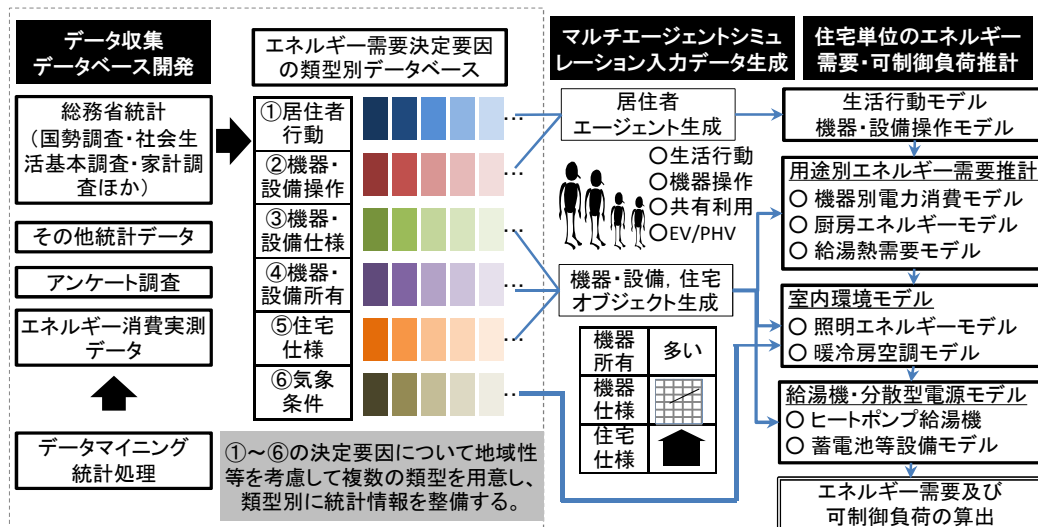 データ収集
データベース開発
総務省統計
（国勢調査・社会生
活基本調査・家計調
査ほか）
その他統計データ
アンケート調査
エネルギー消費実測
データ
データマイニング
統計処理
エネルギー需要決定要因
の類型別データベース
①居住者
行動
②機器・
設備操作
③機器・
設備仕様
④機器・
設備所有
⑤住宅
仕様
⑥気象
条件
…
…
…
…
…
…
①～⑥の決定要因について地域性
等を考慮して複数の類型を用意し、
類型別に統計情報を整備する。
マルチエージェントシミュ
レーション入力データ生成
居住者
エージェント生成
○生活行動
○機器操作
○共有利用
○EV/PHV
機器・設備, 住宅
オブジェクト生成
機器
所有
多い
機器
仕様
住宅
仕様
住宅単位のエネルギー
需要・可制御負荷推計
生活行動モデル
機器・設備操作モデル
用途別エネルギー需要推計
○ 機器別電力消費モデル
○ 厨房エネルギーモデル
○ 給湯熱需要モデル
室内環境モデル
○ 照明エネルギーモデル
○ 暖冷房空調モデル
給湯機・分散型電源モデル
○ ヒートポンプ給湯機
○ 蓄電池等設備モデル
エネルギー需要及び
可制御負荷の算出